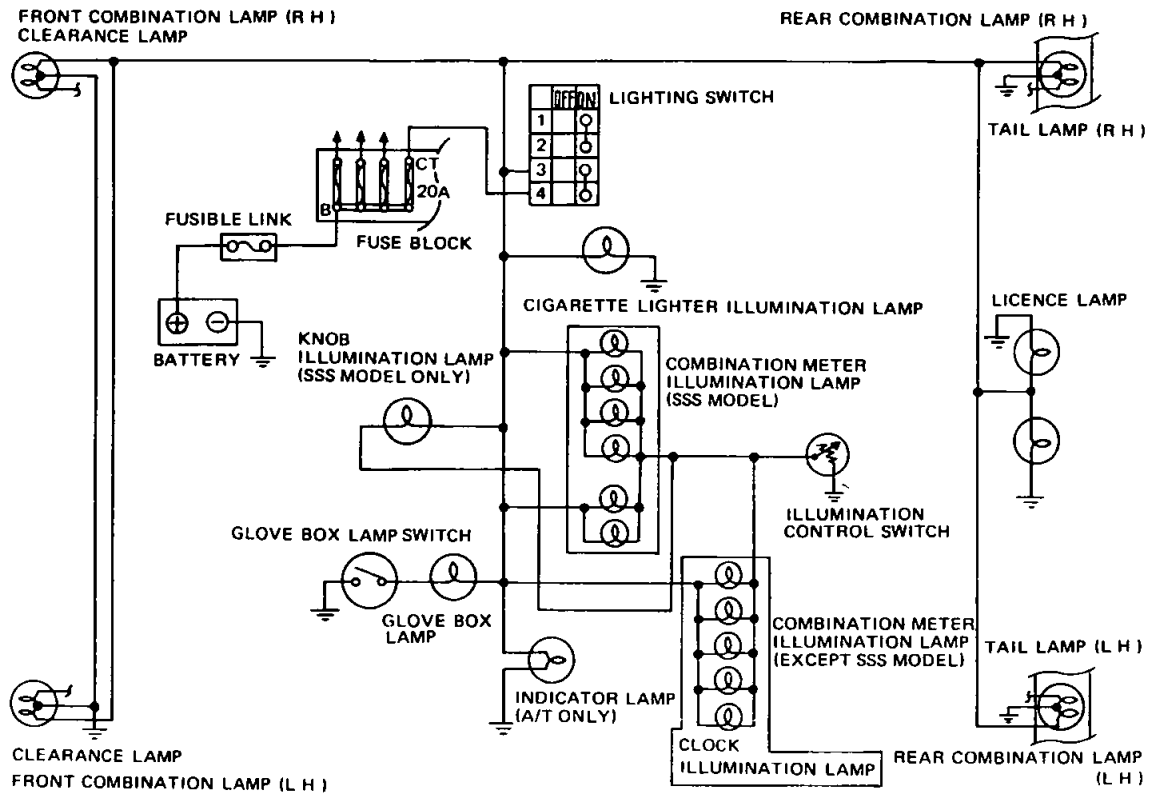 FRONT COMBINATION LAMP (R H)
CLEARANCE LAMP
REAR COMBINATION LAMP (R H)
OFF ON
LIGHTING SWITCH
1
2
3
4
TAIL LAMP (R H)
CT
20A
B
FUSIBLE LINK
FUSE BLOCK
CIGARETTE LIGHTER ILLUMINATION LAMP
LICENCE LAMP
BATTERY
KNOB
ILLUMINATION LAMP
(SSS MODEL ONLY)
COMBINATION METER
ILLUMINATION LAMP
(SSS MODEL)
ILLUMINATION
CONTROL SWITCH
GLOVE BOX LAMP SWITCH
GLOVE BOX
LAMP
COMBINATION METER
ILLUMINATION LAMP
(EXCEPT SSS MODEL)
TAIL LAMP (L H)
INDICATOR LAMP
(A/T ONLY)
CLOCK
ILLUMINATION LAMP
REAR COMBINATION LAMP
(L H)
CLEARANCE LAMP
FRONT COMBINATION LAMP (L H)